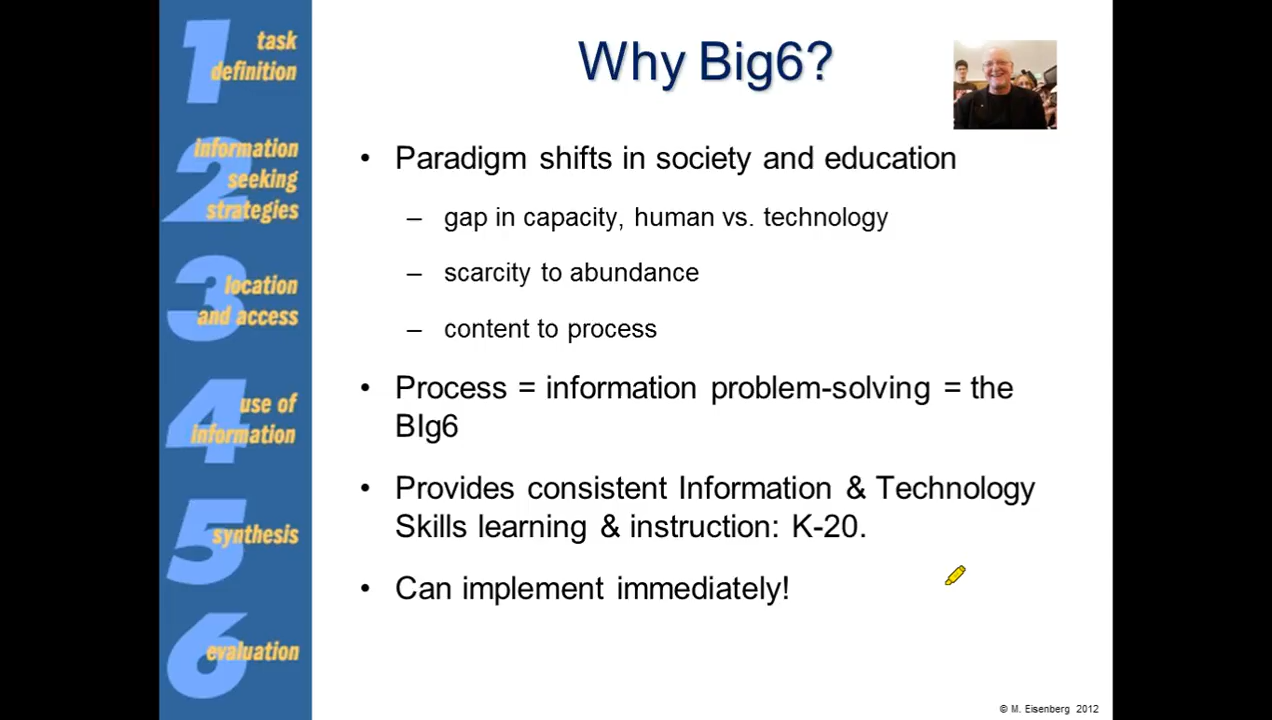 1
task
definition
2
information
seeking
strategies
3
location
and access
4
use of
information
5
synthesis
6
evaluation
Why Big6?
• Paradigm shifts in society and education
– gap in capacity, human vs. technology
– scarcity to abundance
– content to process
• Process = information problem-solving = the
BIg6
• Provides consistent Information & Technology
Skills learning & instruction: K-20.
• Can implement immediately!
© M. Eisenberg 2012